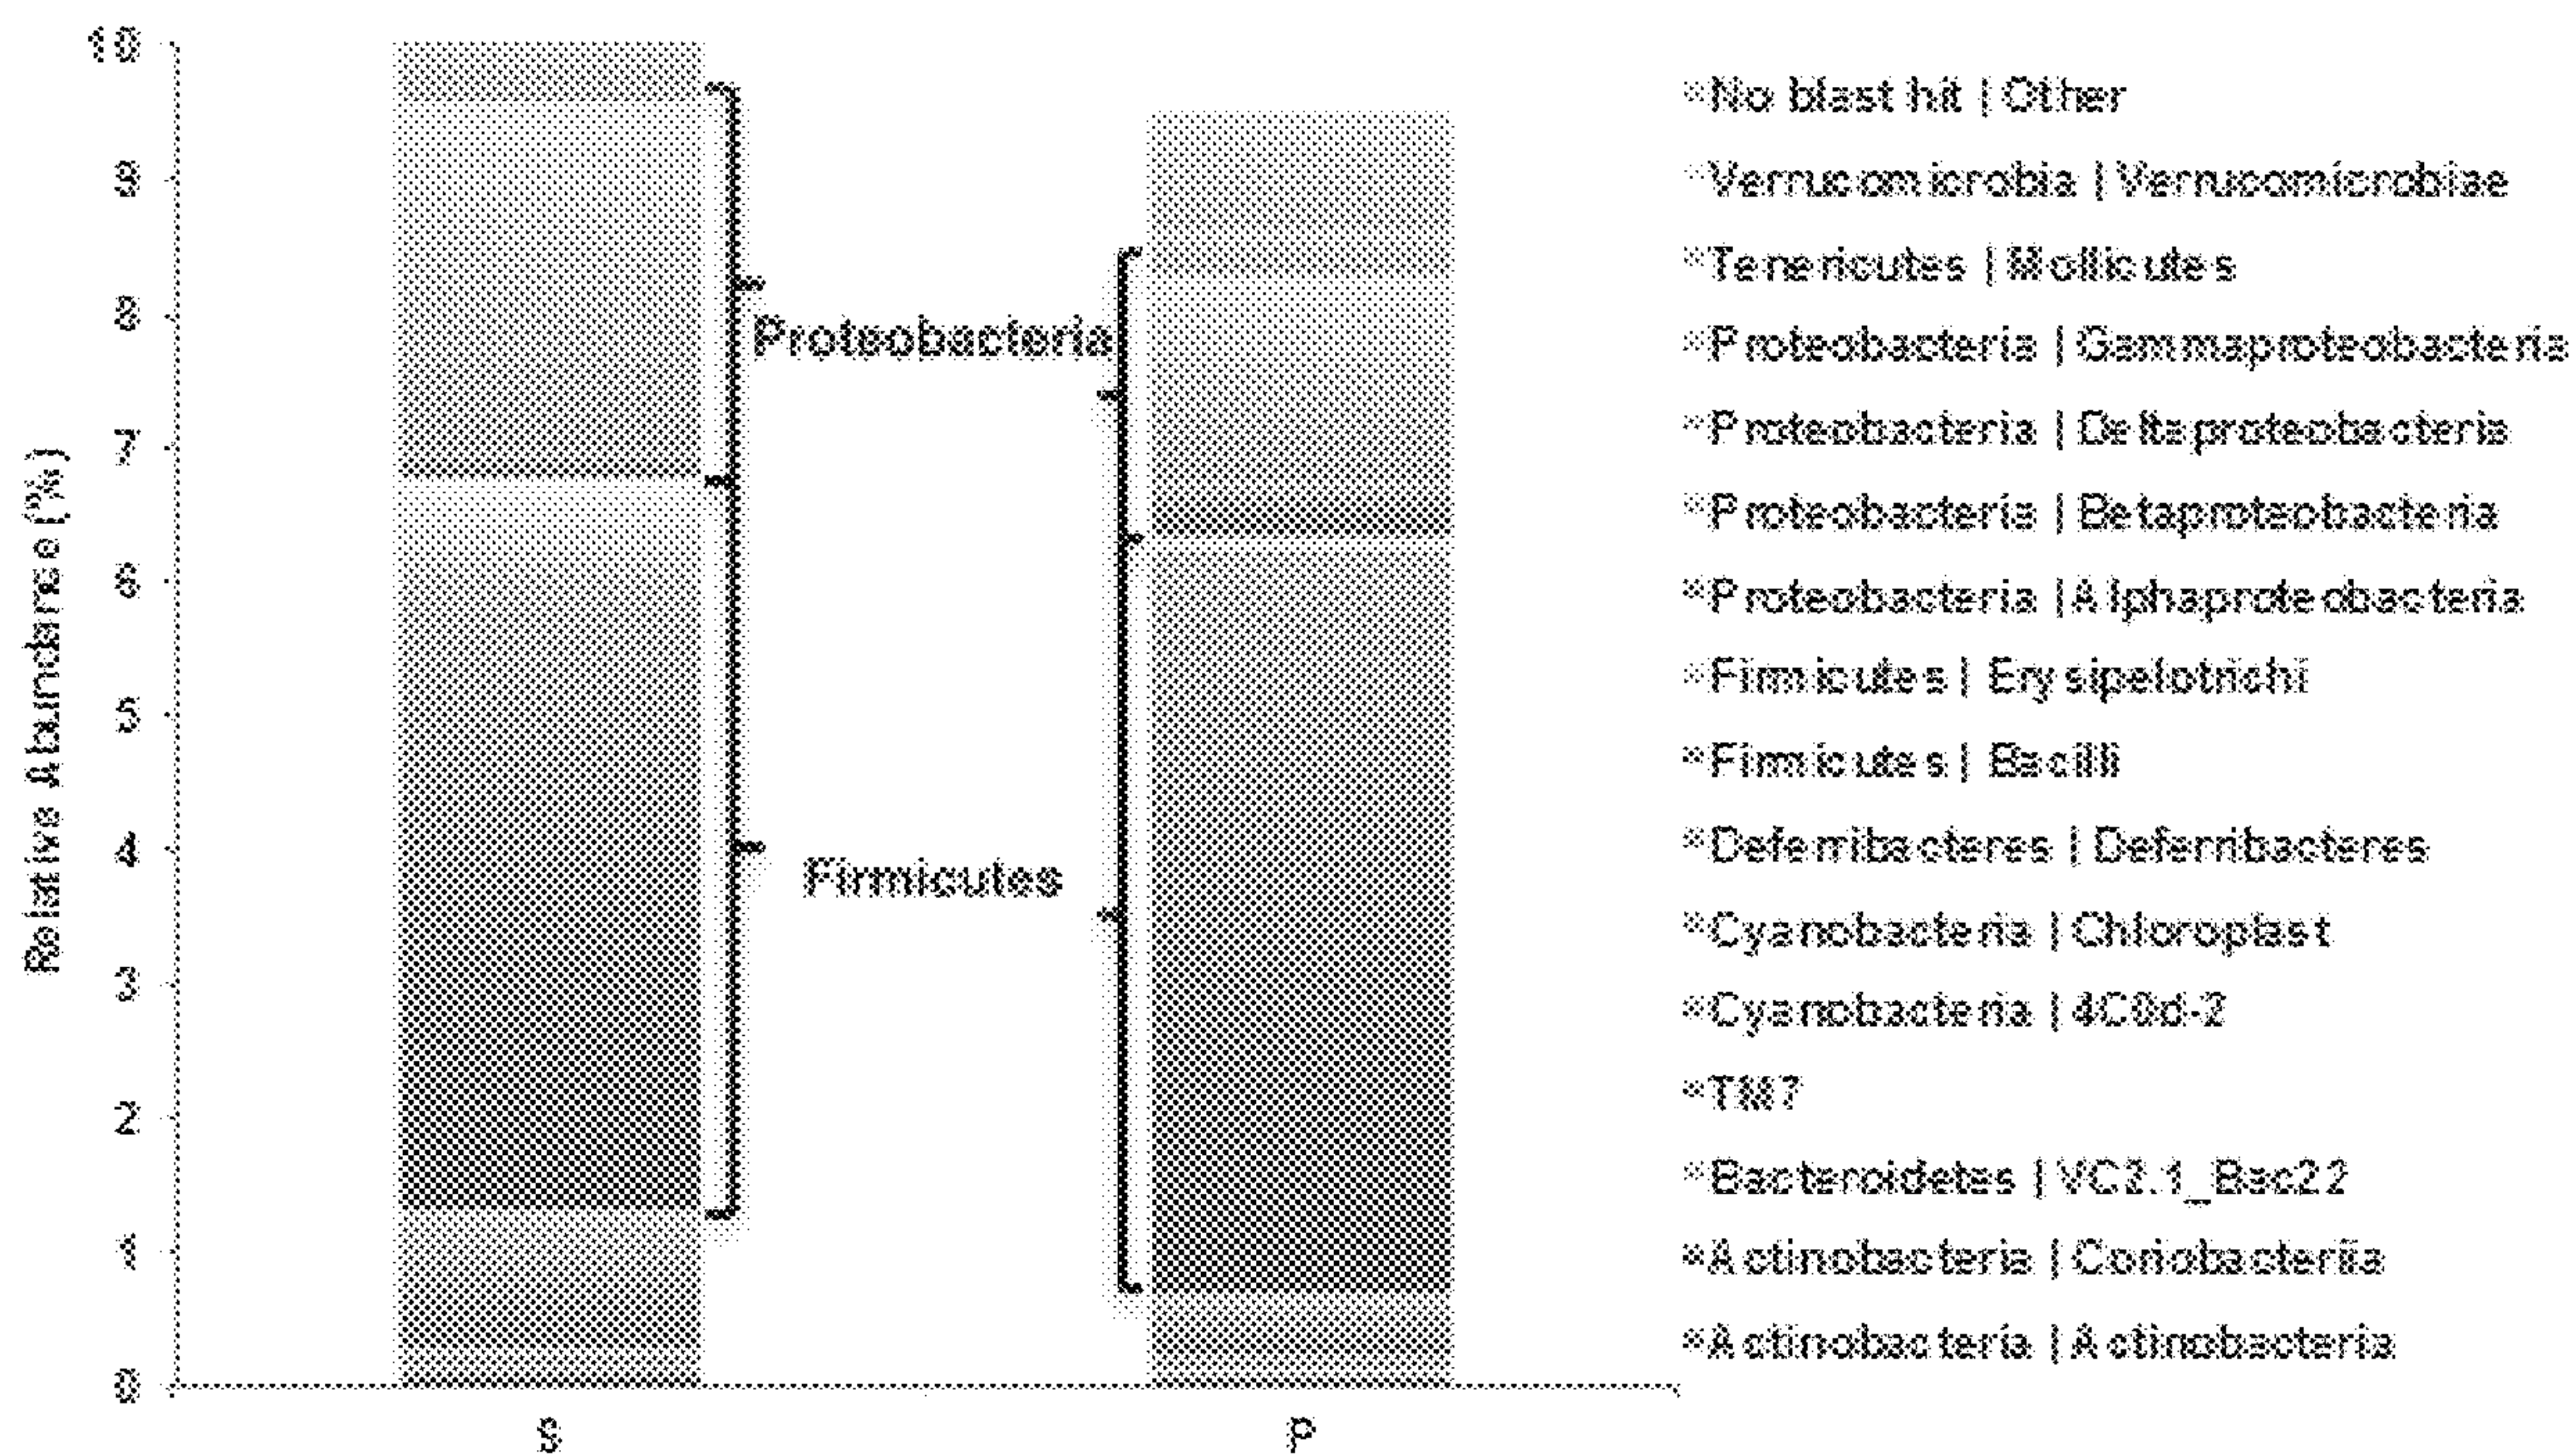 Relative Abundance (%)
10
9
8
7
6
5
4
3
2
1
0
S
P
Proteobacteria
Firmicutes
No blast hit | Other
Verrucomicrobia | Verrucomicrobiae
Tenericutes | Mollicutes
Proteobacteria | Gammaproteobacteria
Proteobacteria | Deltaproteobacteria
Proteobacteria | Betaproteobacteria
Proteobacteria | Alphaproteobacteria
Firmicutes | Erysipelotrichi
Firmicutes | Bacilli
Deferribacteres | Deferribacteres
Cyanobacteria | Chloroplast
Cyanobacteria | 4C0d-2
TM7
Bacteroidetes | VC2.1_Bac22
Actinobacteria | Coriobacteriia
Actinobacteria | Actinobacteria